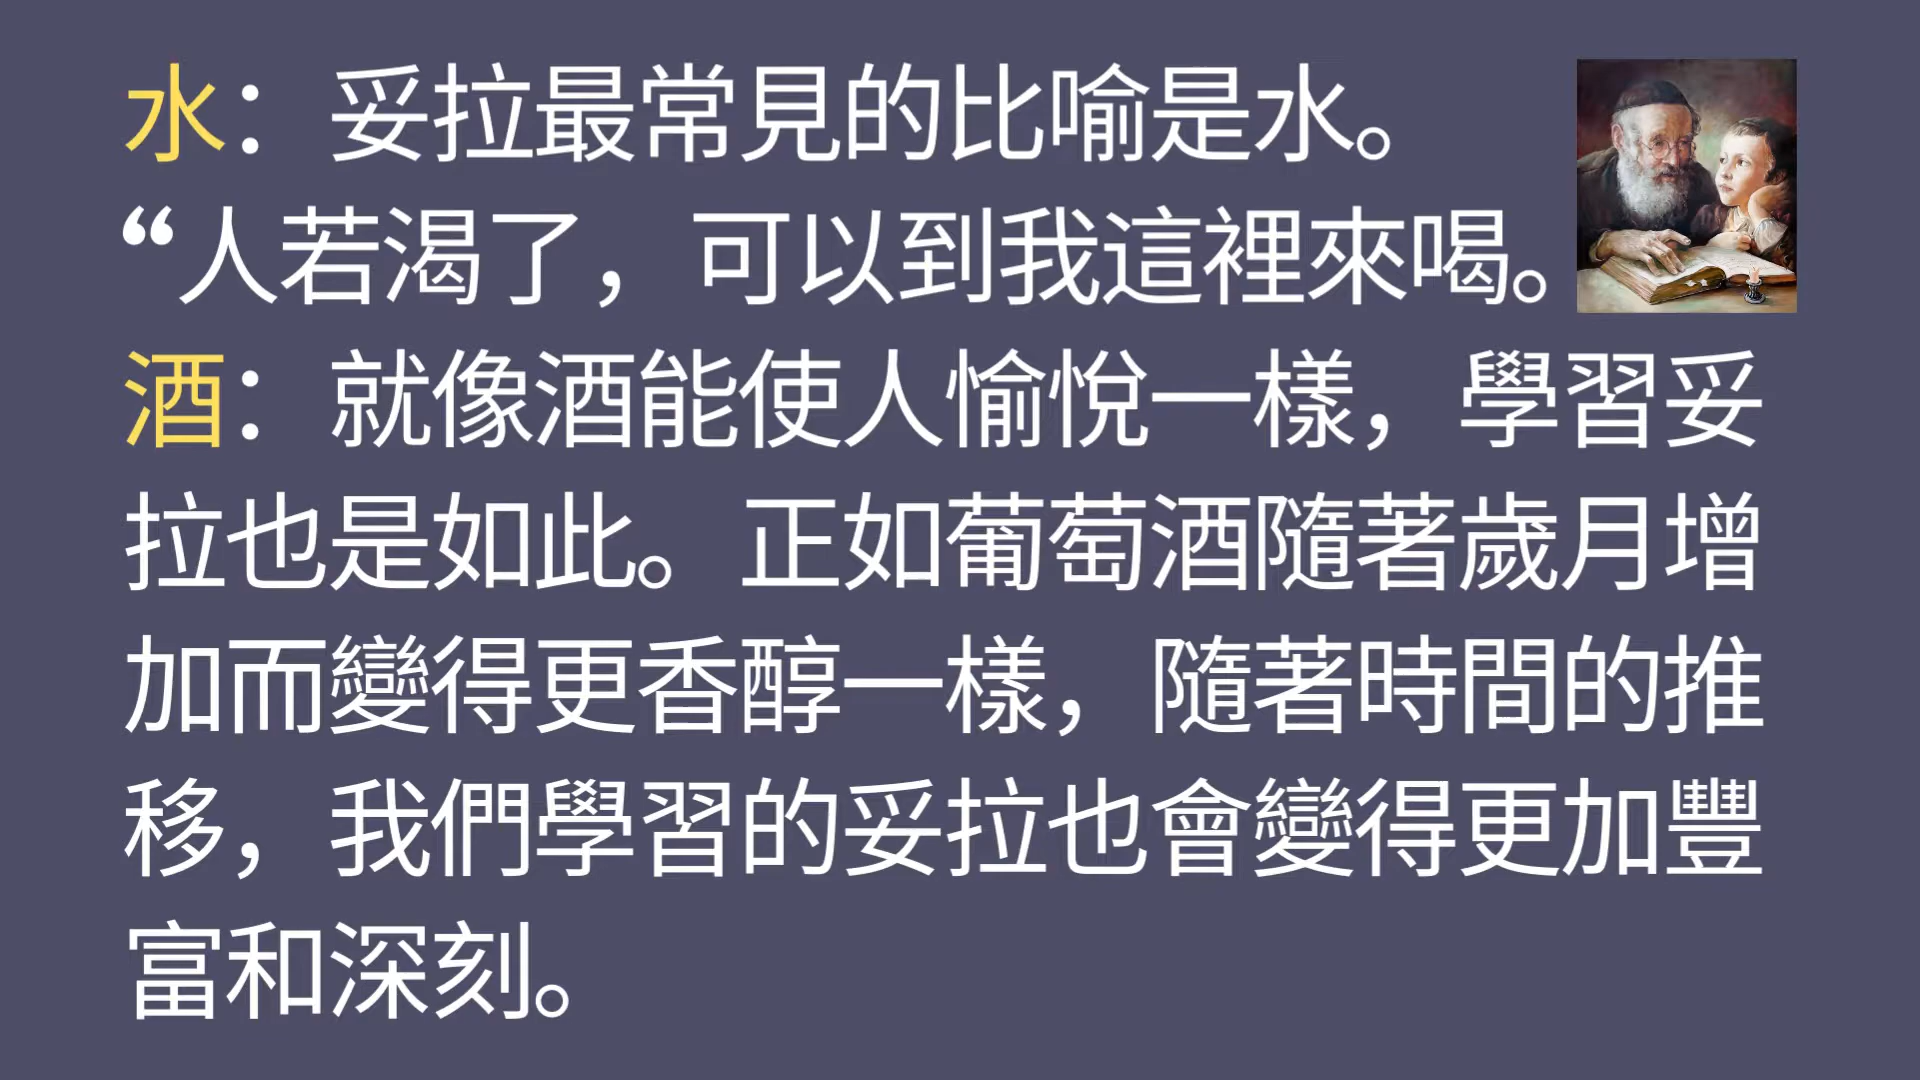 水：妥拉最常見的比喻是水。
“人若渴了，可以到我這裡來喝。
酒：就像酒能使人愉悅一樣，學習妥
拉也是如此。正如葡萄酒隨著歲月增
加而變得更香醇一樣，隨著時間的推
移，我們學習的妥拉也會變得更加豐
富和深刻。